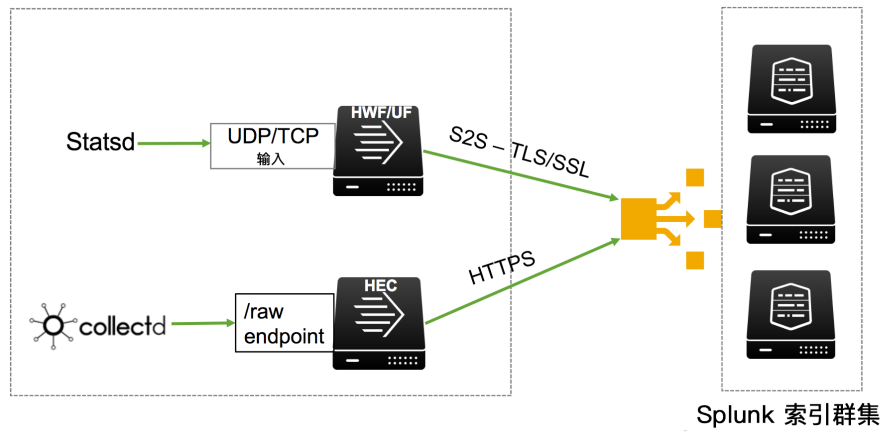 Statsd
UDP/TCP
输入
HWF/UF
S2S – TLS/SSL
collectd
/raw
endpoint
HEC
HTTPS
Splunk 索引群集